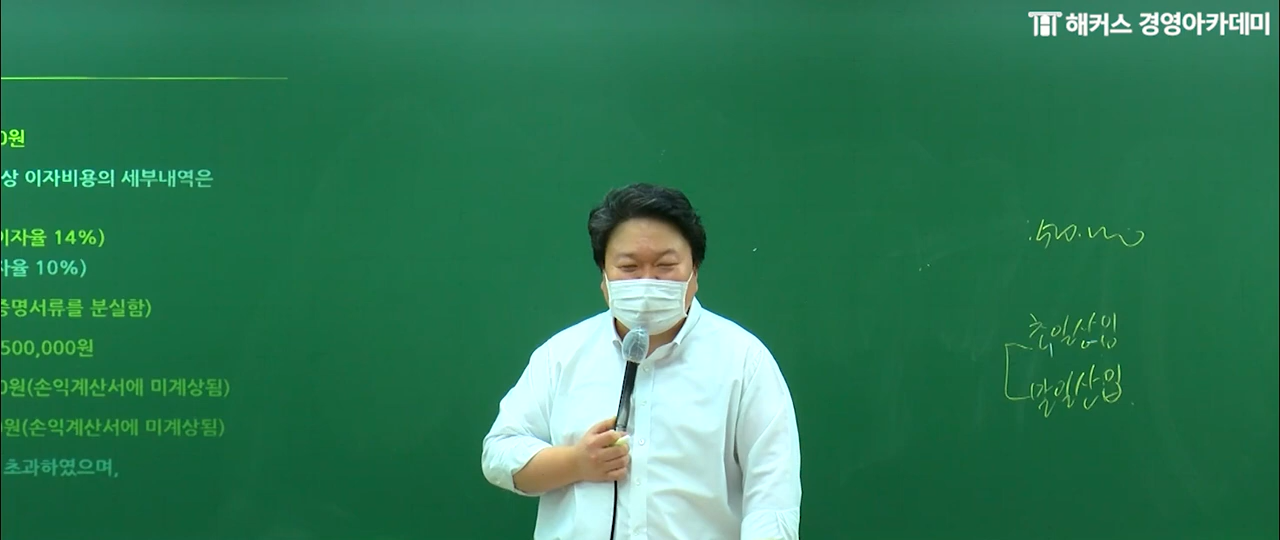 해커스 경영아카데미
0원
상 이자비용의 세부내역은
이자율 14%)
자율 10%)
증명서류를 분실함)
500,000원
0원(손익계산서에 미계상됨)
0원(손익계산서에 미계상됨)
초과하였으며,
초일산입
말일산입